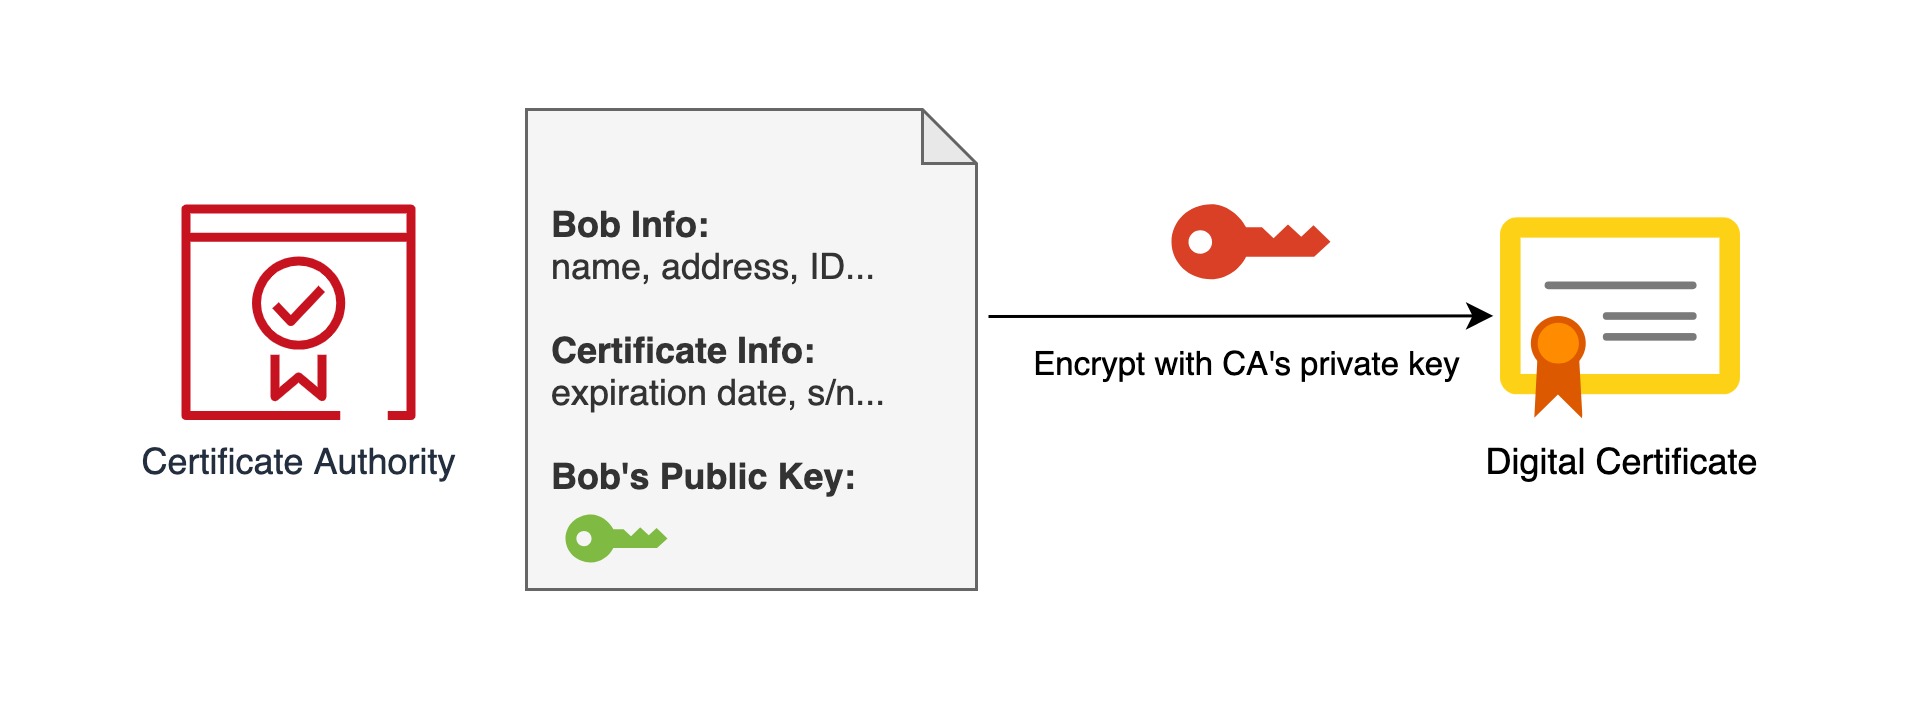 Certificate Authority
Bob Info:
name, address, ID...
Certificate Info:
expiration date, s/n...
Bob's Public Key:
Encrypt with CA's private key
Digital Certificate